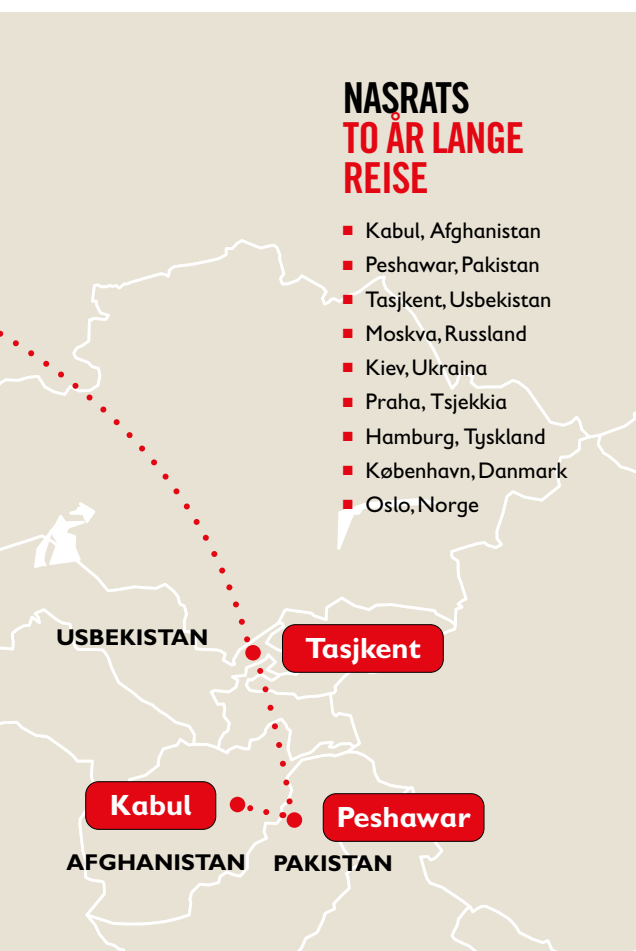 NASRATS
TO ÅR LANGE
REISE
Kabul, Afghanistan
Peshawar, Pakistan
Tasjkent, Usbekistan
Moskva, Russland
Kiev, Ukraina
Praha, Tsjekkia
Hamburg, Tyskland
København, Danmark
Oslo, Norge
USBEKISTAN
Tasjkent
Kabul
Peshawar
AFGHANISTAN
PAKISTAN